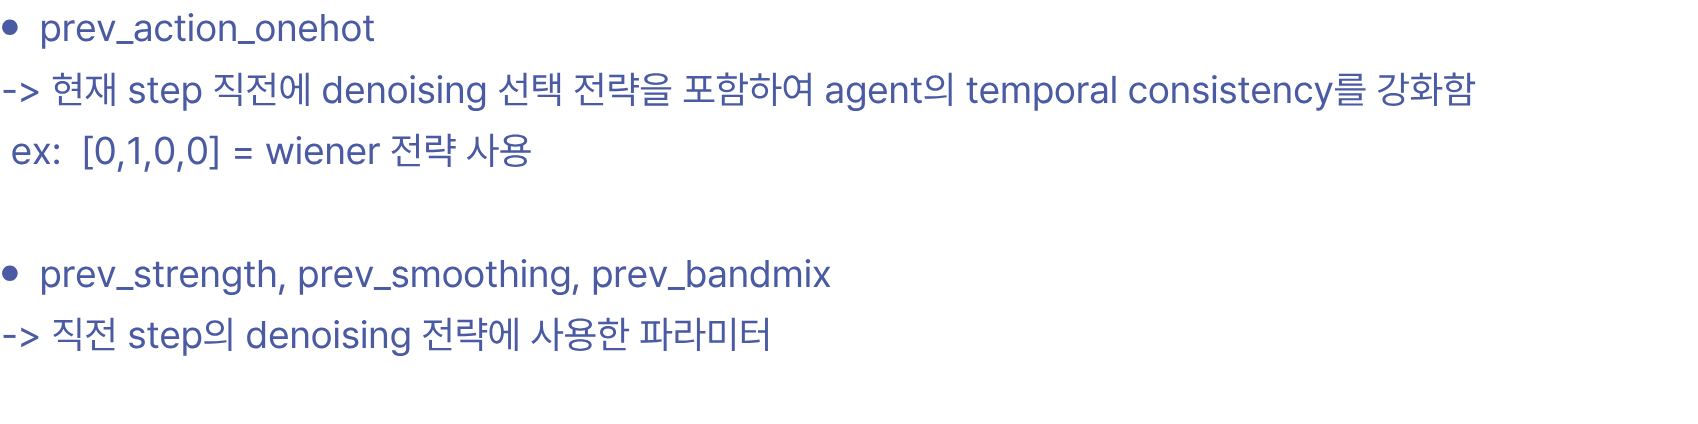 • prev_action_onehot
-> 현재 step 직전에 denoising 선택 전략을 포함하여 agent의 temporal consistency를 강화함
ex: [0,1,0,0] = wiener 전략 사용
• prev_strength, prev_smoothing, prev_bandmix
-> 직전 step의 denoising 전략에 사용한 파라미터